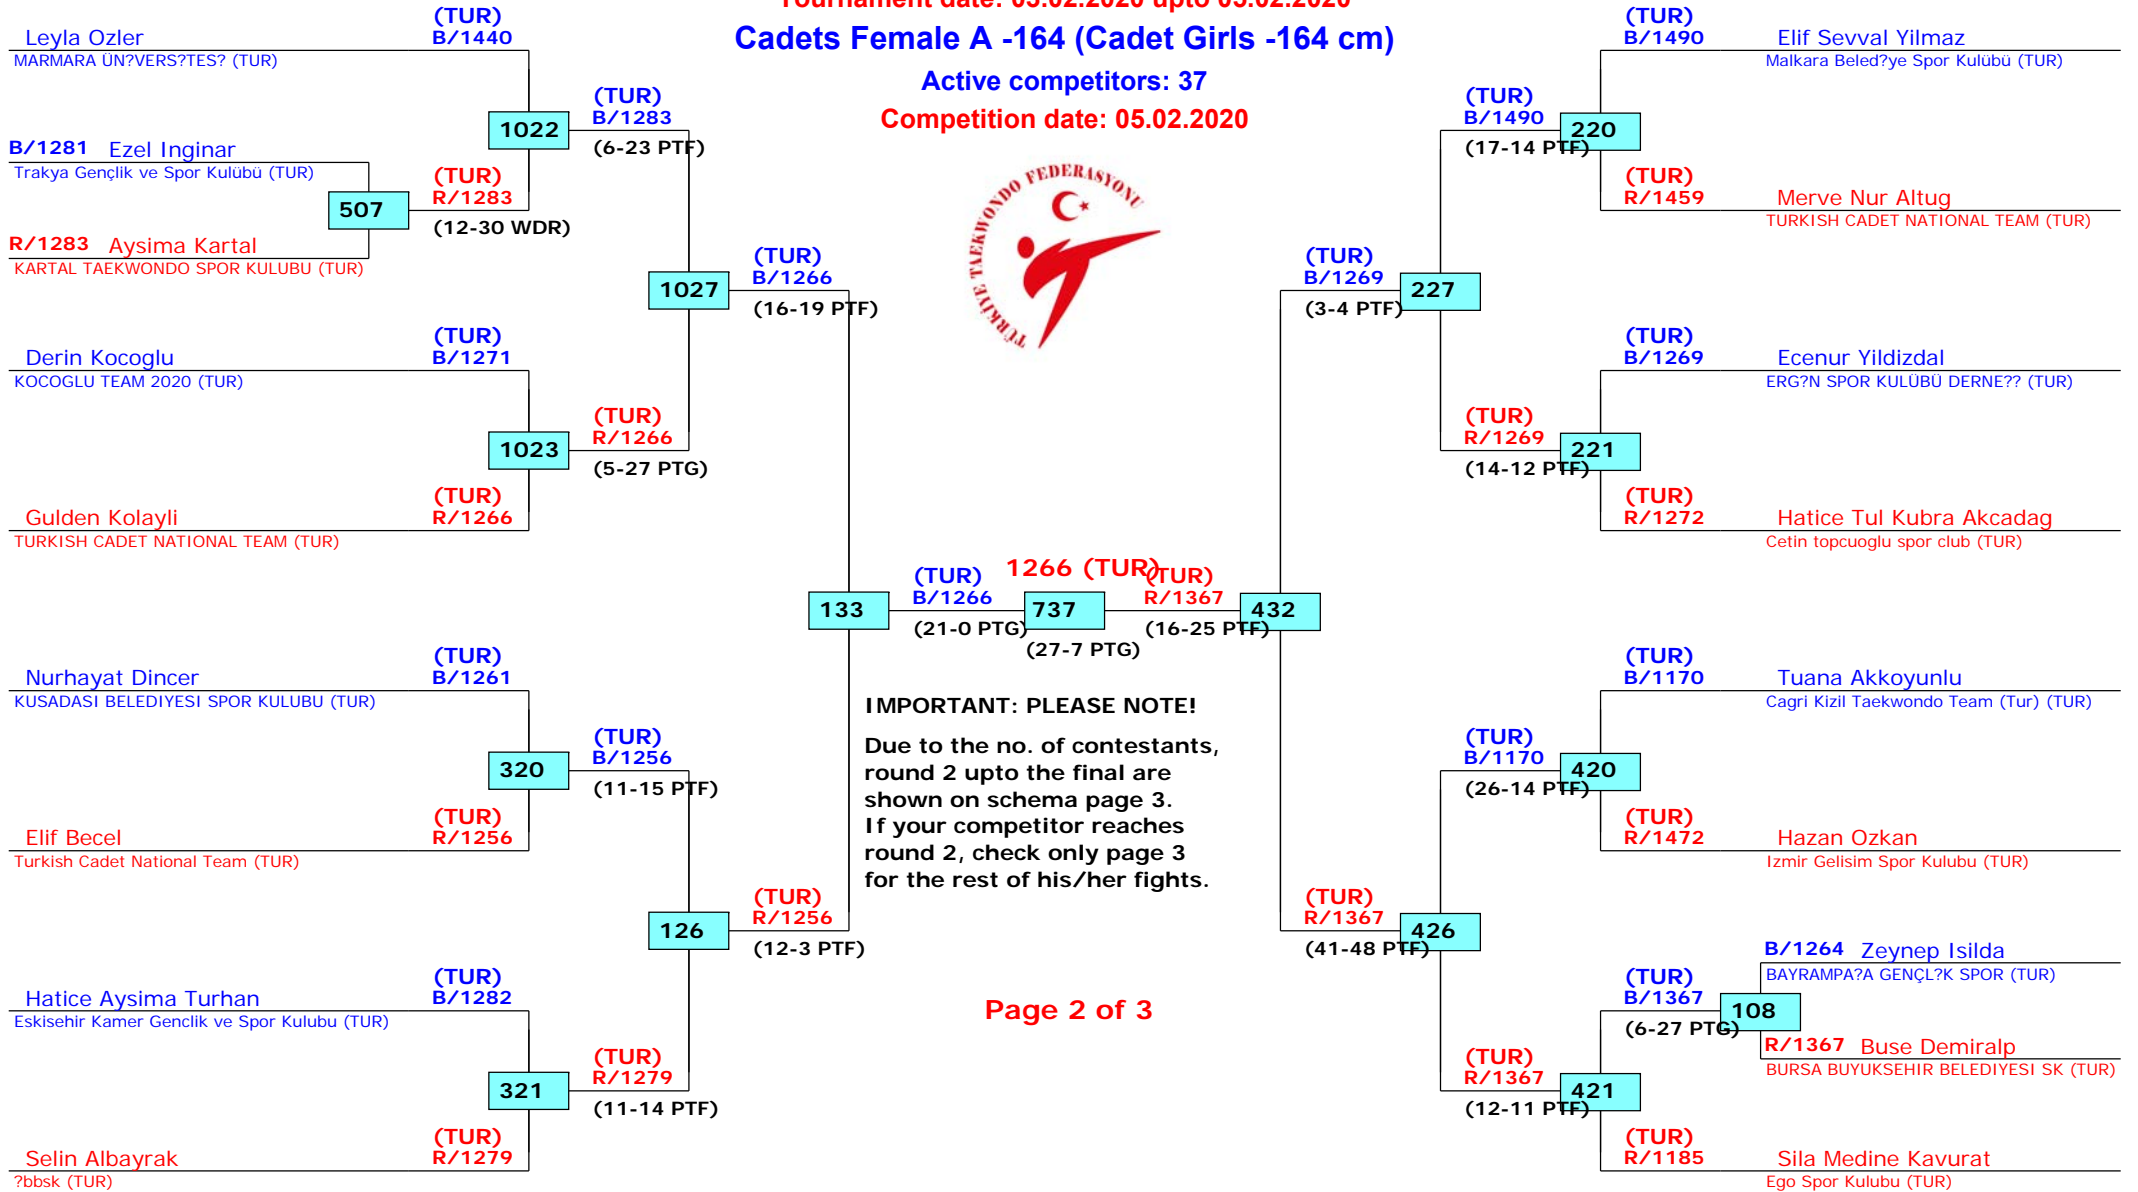 Tournament date: 03.02.2020 upto 05.02.2020
Cadets Female A -164 (Cadet Girls -164 cm)
Active competitors: 37
Competition date: 05.02.2020
TÜRKİYE TAEKWONDO FEDERASYONU
Leyla Ozler
(TUR)
B/1440
MARMARA ÜN?VERS?TES? (TUR)
B/1281 Ezel Inginar
Trakya Gençlik ve Spor Kulübü (TUR)
R/1283 Aysima Kartal
KARTAL TAEKWONDO SPOR KULUBU (TUR)
507
(TUR)
R/1283
(12-30 WDR)
1022
(TUR)
B/1283
(6-23 PTF)
Derin Kocoglu
(TUR)
B/1271
KOCOGLU TEAM 2020 (TUR)
Gulden Kolayli
(TUR)
R/1266
TURKISH CADET NATIONAL TEAM (TUR)
1023
(TUR)
R/1266
(5-27 PTG)
1027
(TUR)
B/1266
(16-19 PTF)
Nurhayat Dincer
(TUR)
B/1261
KUSADASI BELEDIYESI SPOR KULUBU (TUR)
Elif Becel
(TUR)
R/1256
Turkish Cadet National Team (TUR)
320
(TUR)
B/1256
(11-15 PTF)
Hatice Aysima Turhan
(TUR)
B/1282
Eskisehir Kamer Genclik ve Spor Kulubu (TUR)
Selin Albayrak
(TUR)
R/1279
?bbsk (TUR)
321
(TUR)
R/1279
(11-14 PTF)
126
(TUR)
R/1256
(12-3 PTF)
133
(TUR)
B/1266
(21-0 PTG)
1266 (TUR)
737
(27-7 PTG)
(TUR)
R/1367
(16-25 PTF)
432
IMPORTANT: PLEASE NOTE!
Due to the no. of contestants,
round 2 upto the final are
shown on schema page 3.
If your competitor reaches
round 2, check only page 3
for the rest of his/her fights.
Page 2 of 3
(TUR)
B/1490
Elif Sevval Yilmaz
Malkara Beled?ye Spor Kulübü (TUR)
(TUR)
B/1490
(17-14 PTF)
220
(TUR)
R/1459
Merve Nur Altug
TURKISH CADET NATIONAL TEAM (TUR)
(TUR)
B/1269
(3-4 PTF)
227
(TUR)
B/1269
Ecenur Yildizdal
ERG?N SPOR KULÜBÜ DERNE?? (TUR)
(TUR)
R/1269
(14-12 PTF)
221
(TUR)
R/1272
Hatice Tul Kubra Akcadag
Cetin topcuoglu spor club (TUR)
(TUR)
B/1170
Tuana Akkoyunlu
Cagri Kizil Taekwondo Team (Tur) (TUR)
(TUR)
B/1170
(26-14 PTF)
420
(TUR)
R/1472
Hazan Ozkan
Izmir Gelisim Spor Kulubu (TUR)
(TUR)
R/1367
(41-48 PTF)
426
B/1264 Zeynep Isilda
BAYRAMPA?A GENÇL?K SPOR (TUR)
(TUR)
B/1367
(6-27 PTG)
108
R/1367 Buse Demiralp
BURSA BUYUKSEHIR BELEDIYESI SK (TUR)
(TUR)
R/1367
(12-11 PTF)
421
(TUR)
R/1185
Sila Medine Kavurat
Ego Spor Kulubu (TUR)